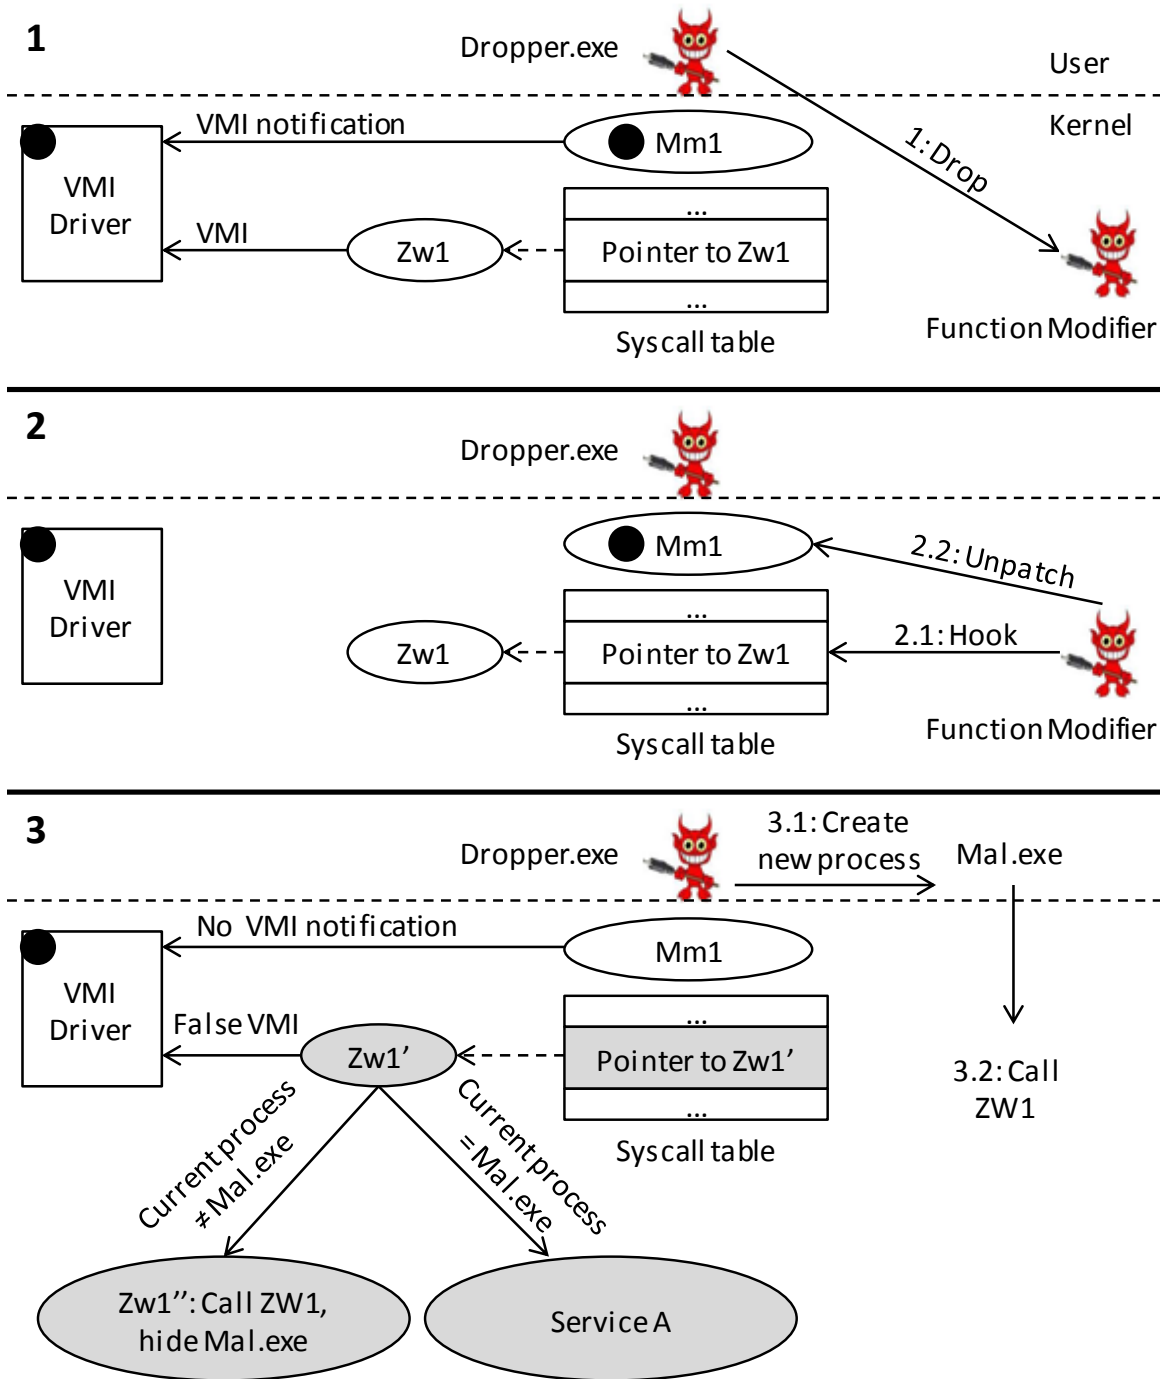 1
Dropper.exe
User
Kernel
VMI notification
Mm1
1: Drop
VMI
Driver
VMI
Zw1
...
Pointer to Zw1
...
Syscall table
Function Modifier
2
Dropper.exe
VMI
Driver
Mm1
2.2: Unpatch
Zw1
...
Pointer to Zw1
...
2.1: Hook
Syscall table
Function Modifier
3
Dropper.exe
3.1: Create
new process
Mal.exe
No VMI notification
Mm1
VMI
Driver
False VMI
Zw1’
...
Pointer to Zw1’
...
Syscall table
3.2: Call
ZW1
Current process
≠ Mal.exe
Current process
= Mal.exe
Zw1’’: Call ZW1,
hide Mal.exe
Service A